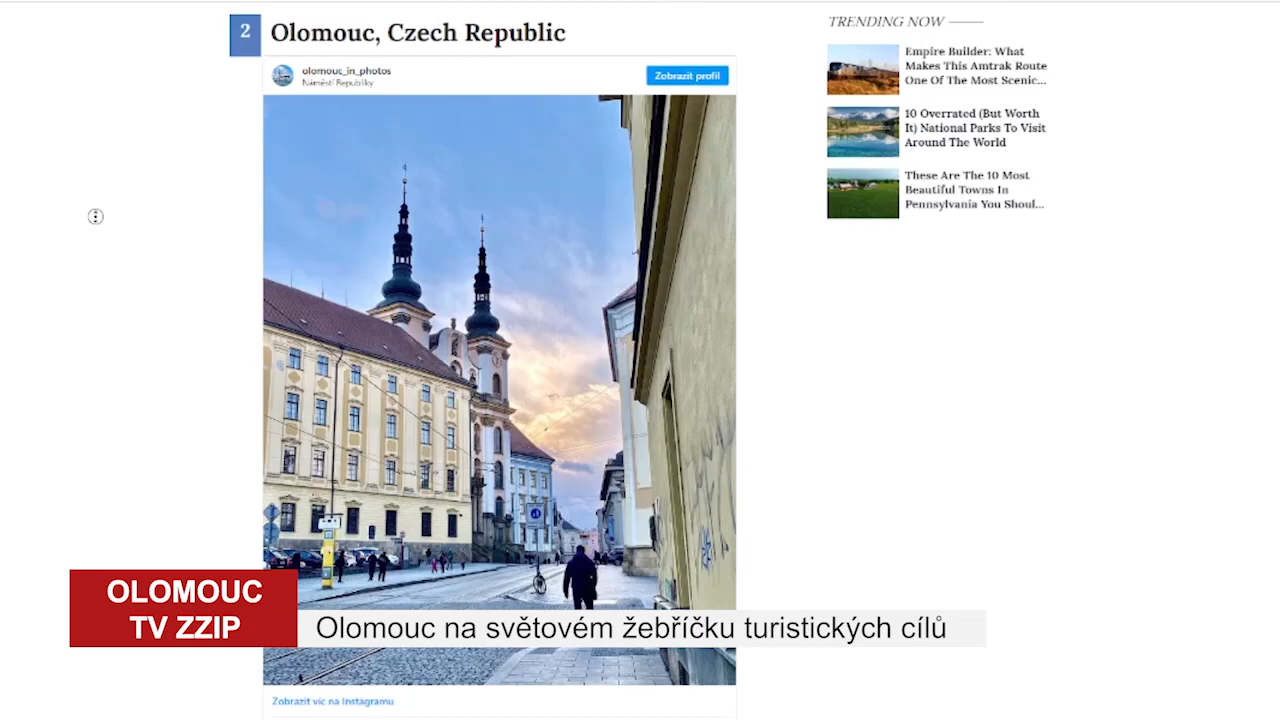 2
Olomouc, Czech Republic
olomouc_in_photos
Náměstí Republiky
Zobrazit profil
TRENDING NOW
Empire Builder: What
Makes This Amtrak Route
One Of The Most Scenic...
10 Overrated (But Worth
It) National Parks To Visit
Around The World
These Are The 10 Most
Beautiful Towns In
Pennsylvania You Shoul...
OLOMOUC
TV ZZIP
Olomouc na světovém žebříčku turistických cílů
Zobrazit víc na Instagramu